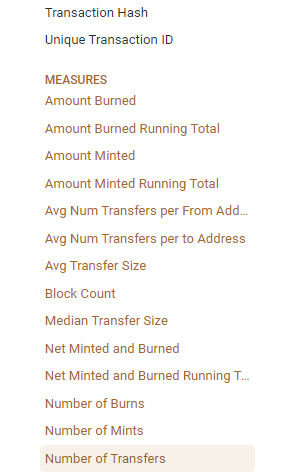 Transaction Hash
Unique Transaction ID
MEASURES
Amount Burned
Amount Burned Running Total
Amount Minted
Amount Minted Running Total
Avg Num Transfers per From Add...
Avg Num Transfers per to Address
Avg Transfer Size
Block Count
Median Transfer Size
Net Minted and Burned
Net Minted and Burned Running T...
Number of Burns
Number of Mints
Number of Transfers